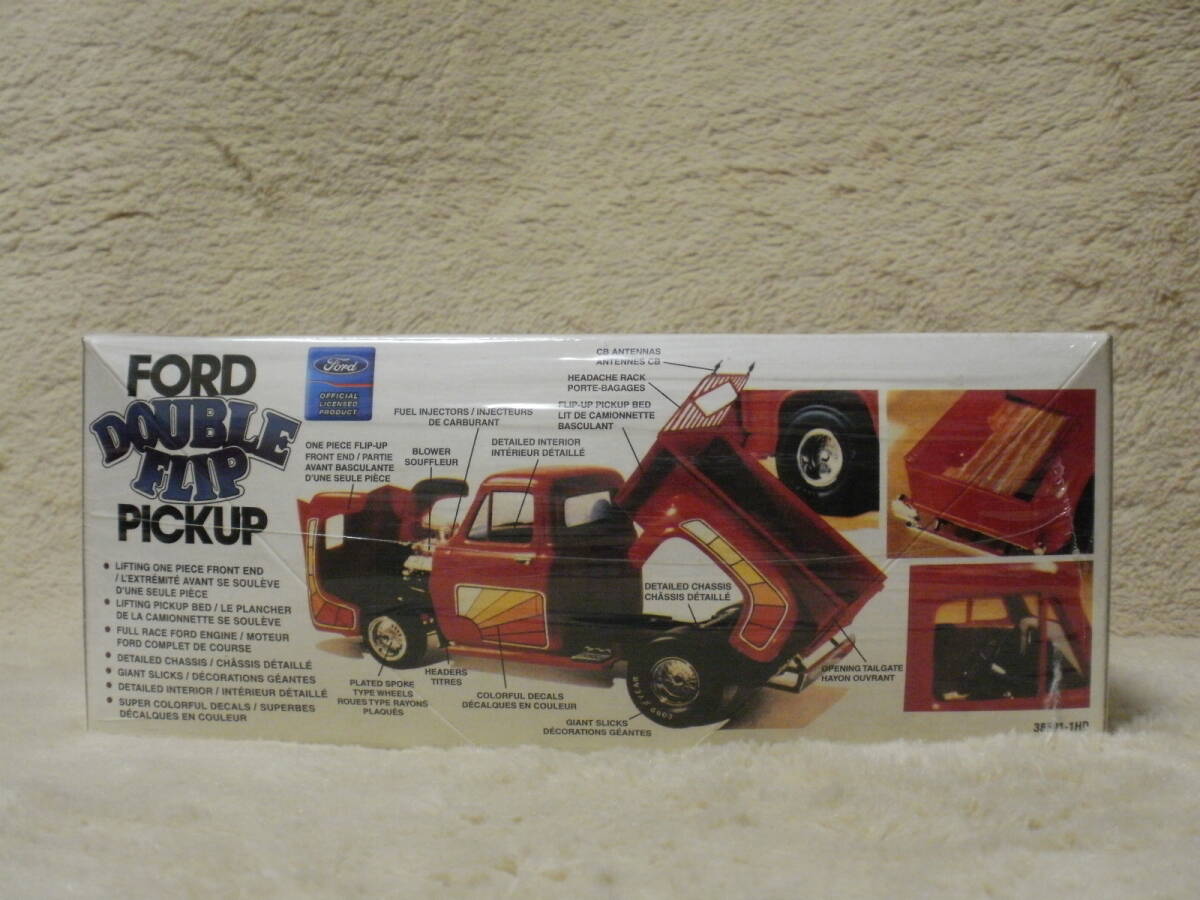 FORD
DOUBLE
FLIP
PICKUP
Ford
OFFICIAL
LICENSED
PRODUCT
• LIFTING ONE PIECE FRONT END
/ L'EXTRÉMITÉ AVANT SE SOULÈVE
D'UNE SEULE PIÈCE
• LIFTING PICKUP BED / LE PLANCHER
DE LA CAMIONNETTE SE SOULÈVE
• FULL RACE FORD ENGINE / MOTEUR
FORD COMPLET DE COURSE
• DETAILED CHASSIS / CHÂSSIS DÉTAILLÉ
• GIANT SLICKS / DÉCORATIONS GÉANTES
• DETAILED INTERIOR / INTÉRIEUR DÉTAILLÉ
• SUPER COLORFUL DECALS / SUPERBES
DÉCALQUES EN COULEUR
ONE PIECE FLIP-UP
FRONT END / PARTIE
AVANT BASCULANTE
D'UNE SEULE PIÈCE
BLOWER
SOUFFLEUR
FUEL INJECTORS / INJECTEURS
DE CARBURANT
DETAILED INTERIOR
INTÉRIEUR DÉTAILLÉ
CB ANTENNAS
ANTENNES CB
HEADACHE RACK
PORTE-BAGAGES
FLIP-UP PICKUP BED
LIT DE CAMIONNETTE
BASCULANT
DETAILED CHASSIS
CHÂSSIS DÉTAILLÉ
PLATED SPOKE
TYPE WHEELS
ROUES TYPE RAYONS
PLAQUÉS
HEADERS
TITRES
COLORFUL DECALS
DÉCALQUES EN COULEUR
GIANT SLICKS
DÉCORATIONS GÉANTES
OPENING TAILGATE
HAYON OUVRANT